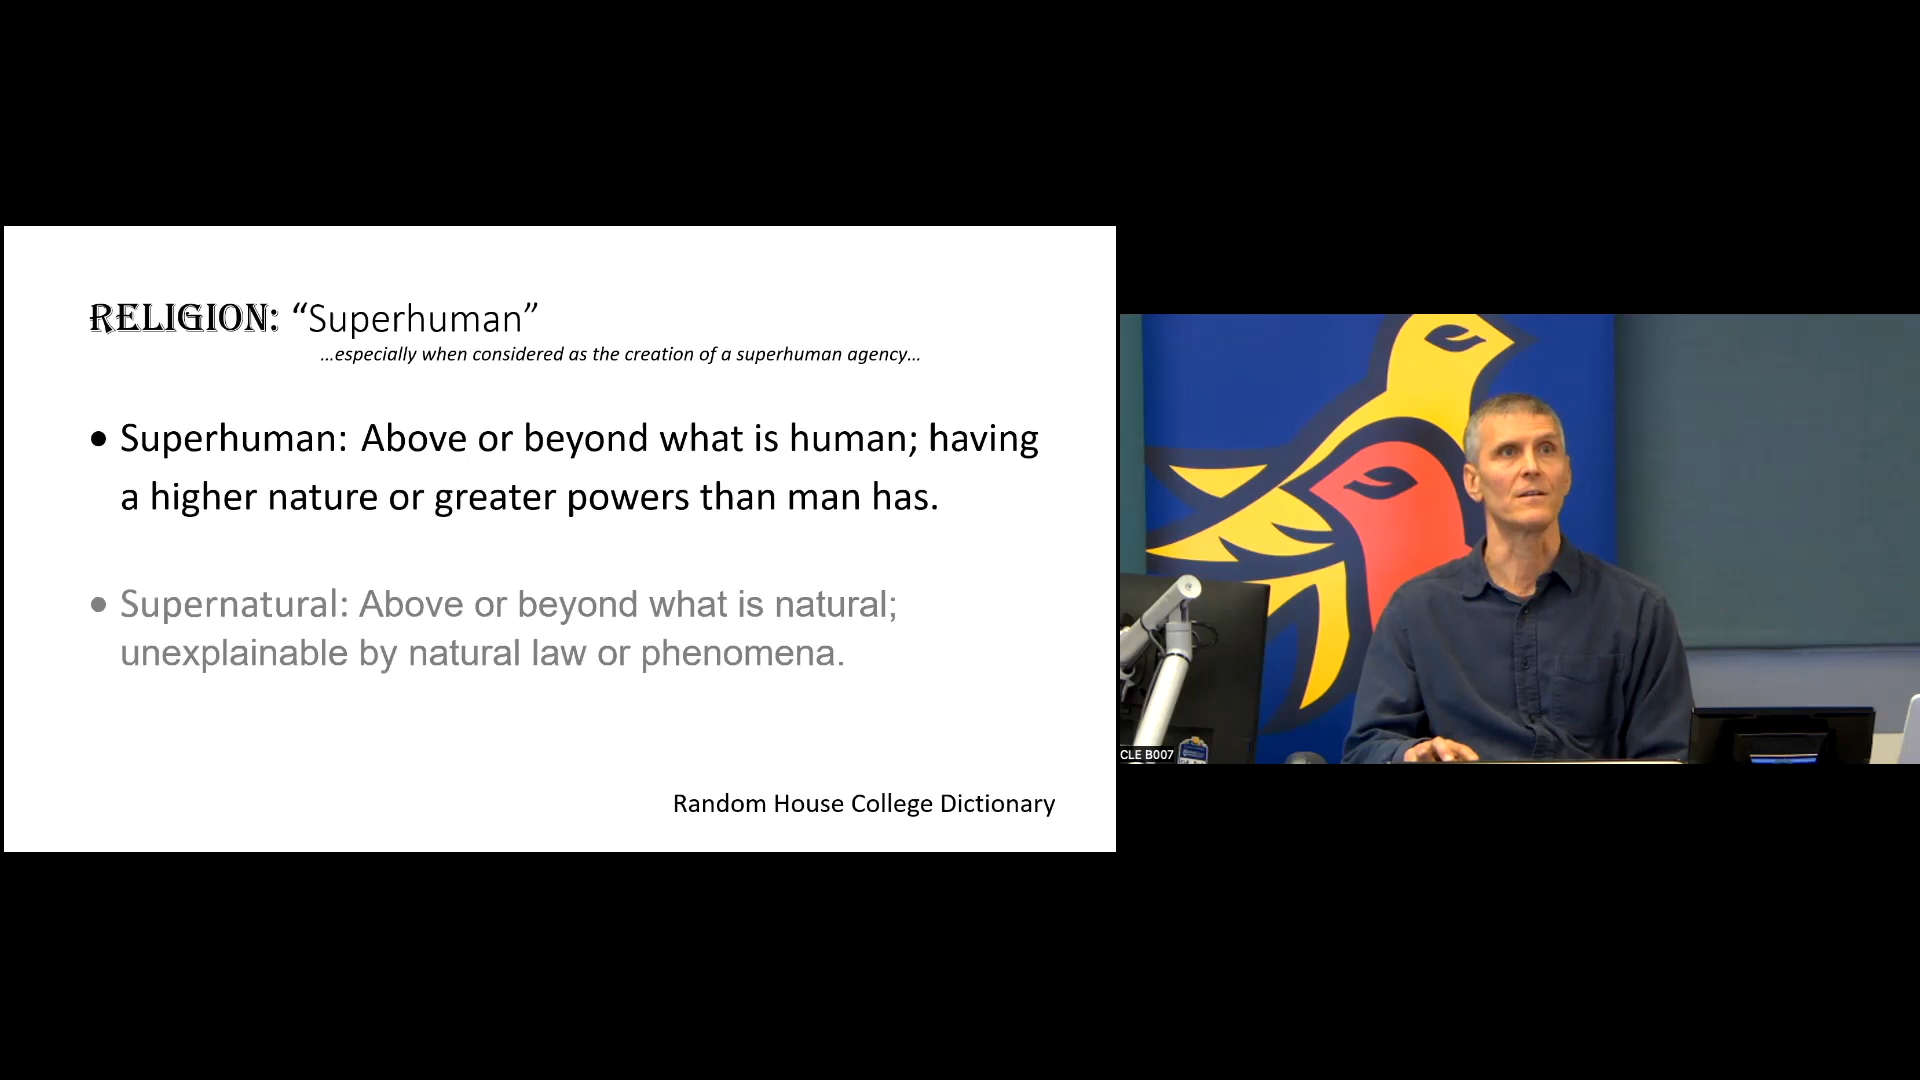 RELIGION: “Superhuman”
…especially when considered as the creation of a superhuman agency…
• Superhuman: Above or beyond what is human; having
a higher nature or greater powers than man has.
• Supernatural: Above or beyond what is natural;
unexplainable by natural law or phenomena.
Random House College Dictionary
CLE B007